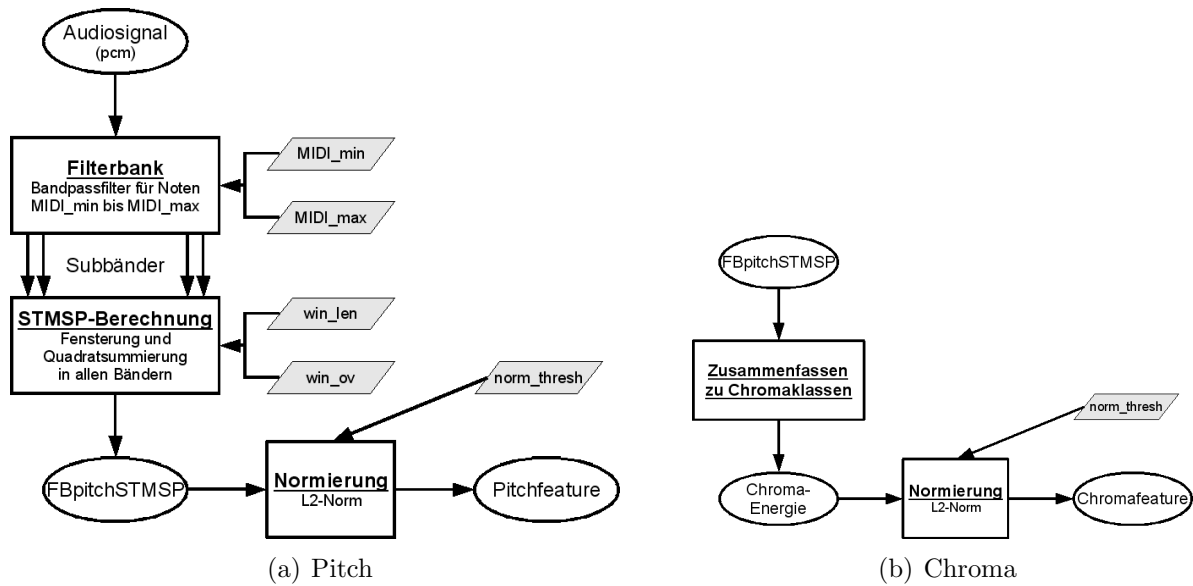 Audiosignal
(pcm)
Filterbank
Bandpassfilter für Noten
MIDI_min bis MIDI_max
MIDI_min
MIDI_max
Subbänder
STMSP-Berechnung
Fensterung und
Quadratsummierung
in allen Bändern
win_len
win_ov
norm_thresh
FBpitchSTMSP
Normierung
L2-Norm
Pitchfeature
(a) Pitch
FBpitchSTMSP
Zusammenfassen
zu Chromaklassen
norm_thresh
Chroma-
Energie
Normierung
L2-Norm
Chromafeature
(b) Chroma